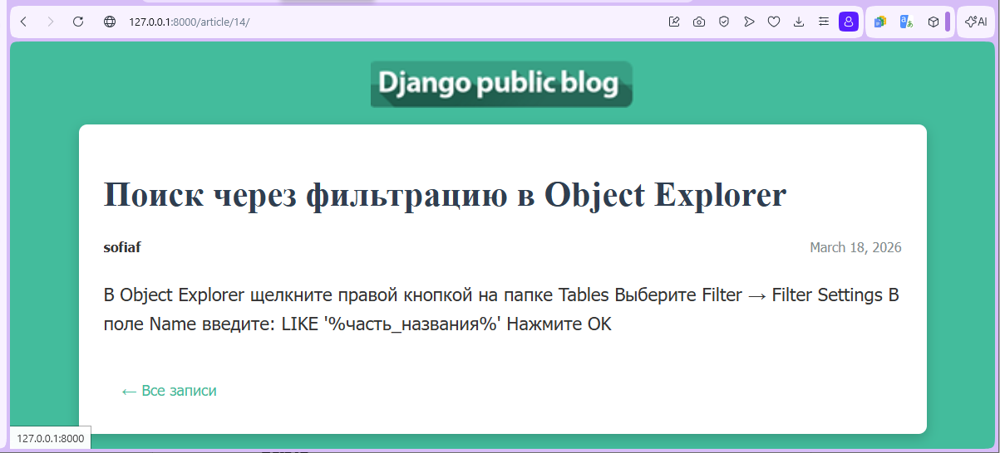 127.0.0.1:8000/article/14/
AI
Django public blog
Поиск через фильтрацию в Object Explorer
sofiaf
March 18, 2026
В Object Explorer щелкните правой кнопкой на папке Tables Выберите Filter → Filter Settings В
поле Name введите: LIKE '%часть_названия%' Нажмите OK
← Все записи
127.0.0.1:8000